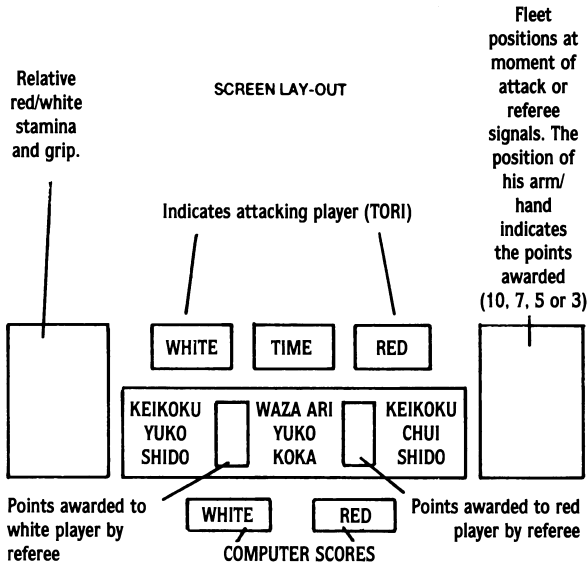 Relative
red/white
stamina
and grip.
SCREEN LAY-OUT
Fleet
positions at
moment of
attack or
referee
signals. The
position of
his arm/
hand
indicates
the points
awarded
(10, 7, 5 or 3)
Indicates attacking player (TORI)
WHITE
TIME
RED
KEIKOKU
YUKO
SHIDO
WAZA ARI
YUKO
KOKA
KEIKOKU
CHUI
SHIDO
Points awarded to
white player by
referee
Points awarded to red
player by referee
WHITE
RED
COMPUTER SCORES